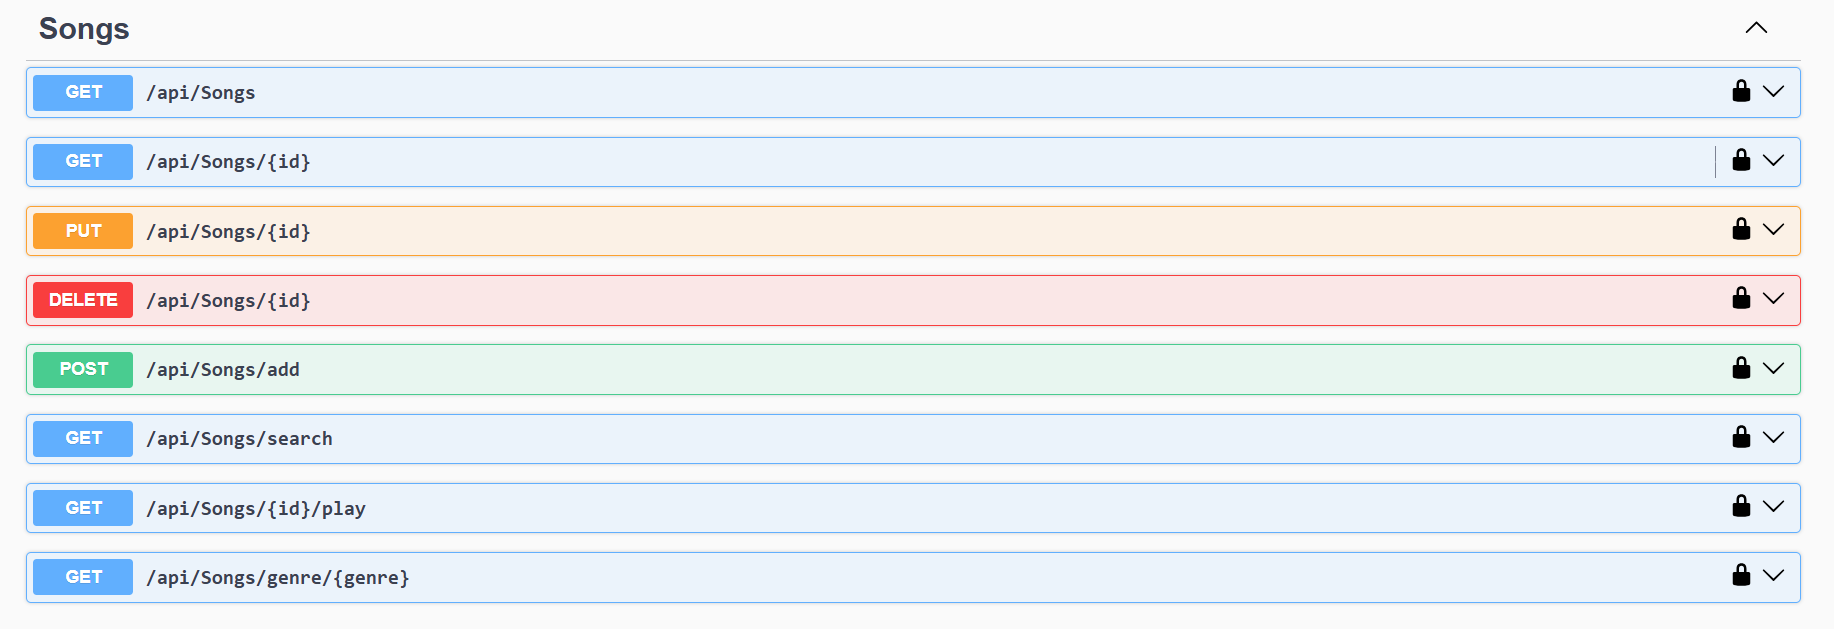 Songs
GET /api/Songs
GET /api/Songs/{id}
PUT /api/Songs/{id}
DELETE /api/Songs/{id}
POST /api/Songs/add
GET /api/Songs/search
GET /api/Songs/{id}/play
GET /api/Songs/genre/{genre}